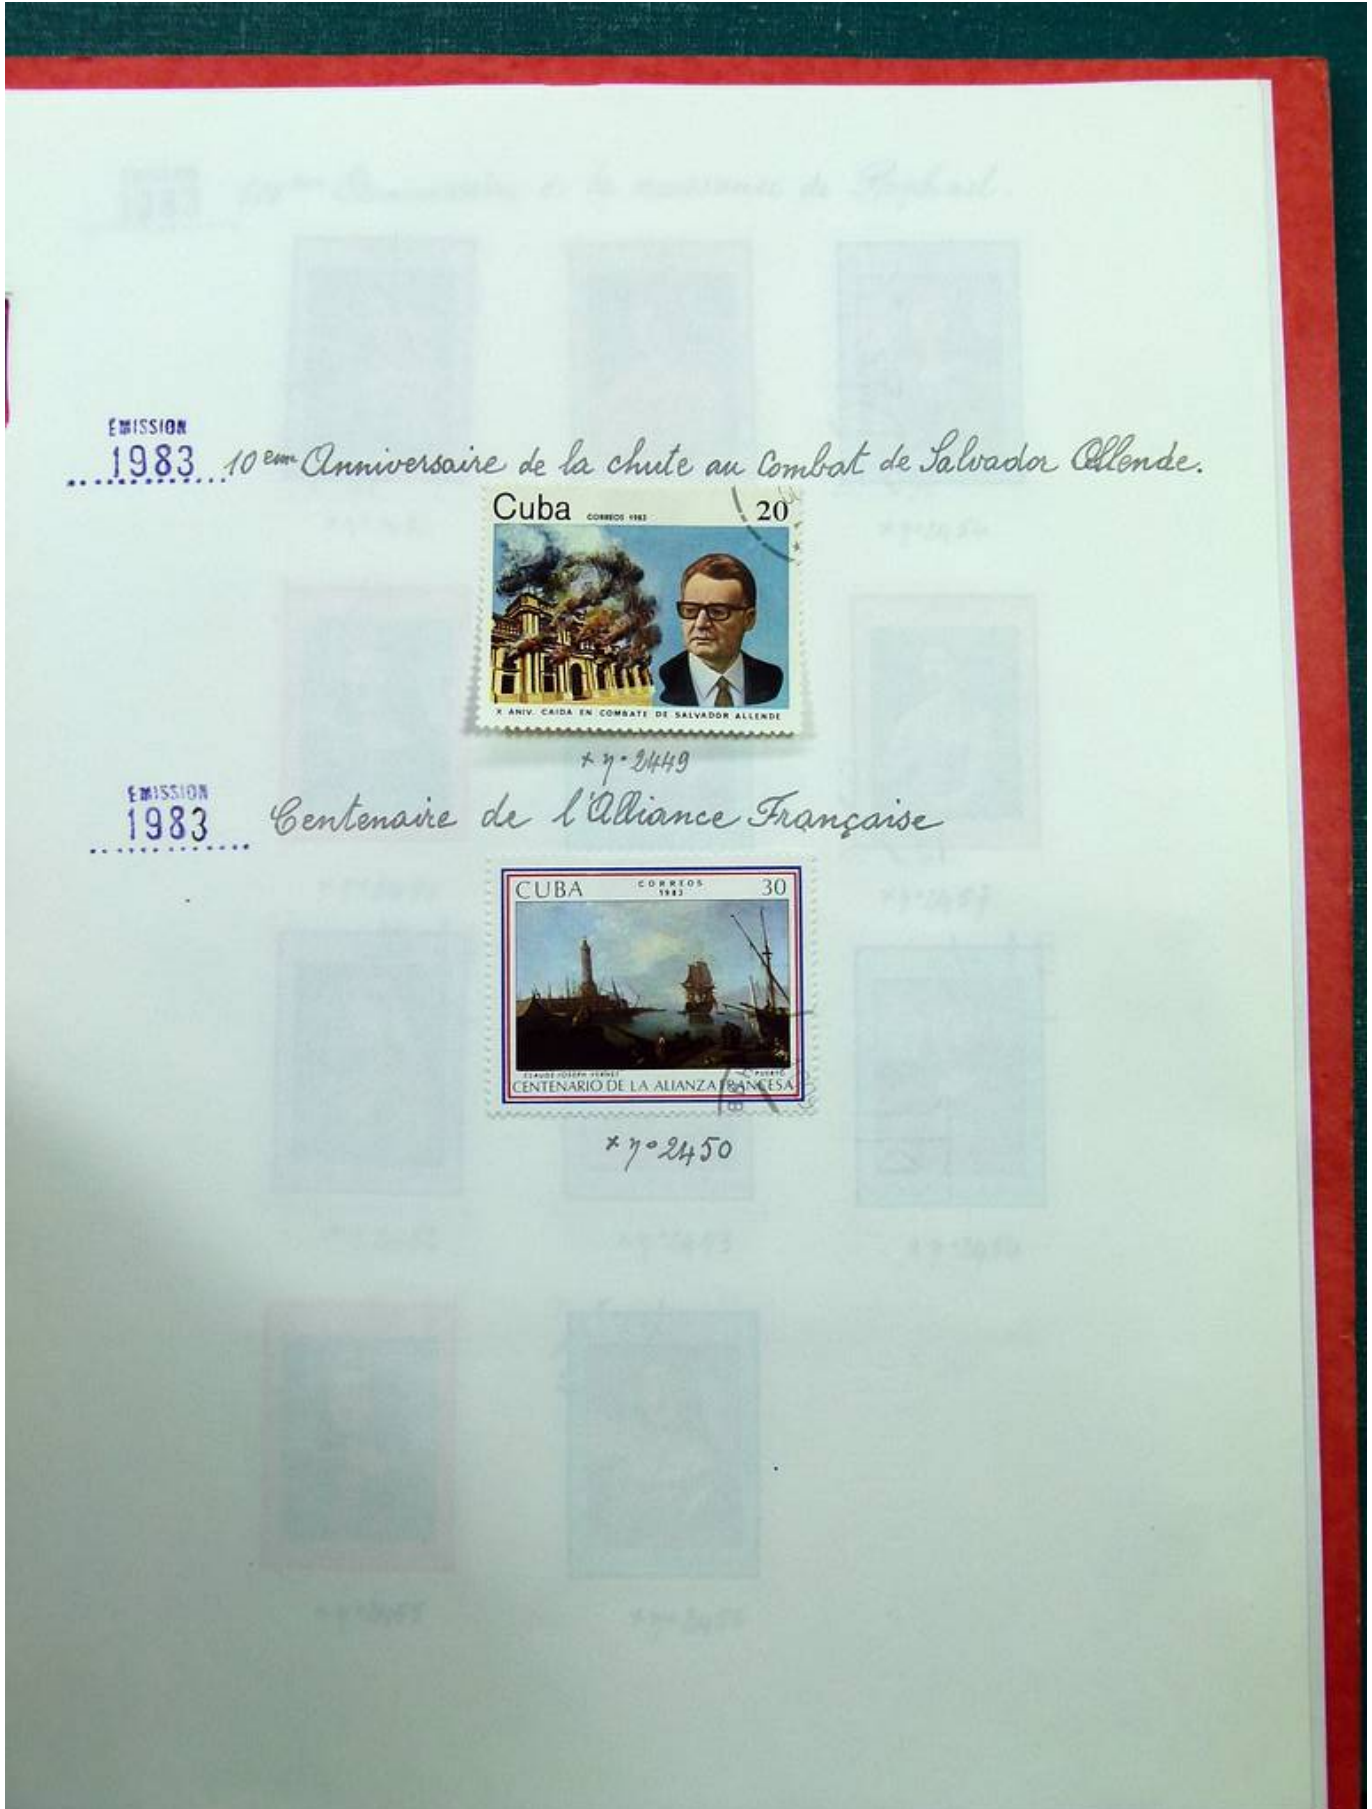 ÉMISSION
1983 10eme Anniversaire de la chute au Combat de Salvador Allende.
Cuba CORREOS 1983 20
X ANIV. CAIDA EN COMBATE DE SALVADOR ALLENDE
* n° 2449
ÉMISSION
1983 Centenaire de l'Alliance Française
CUBA CORREOS 1983 30
CLAUDE-JOSEPH VERNET PUERTO
CENTENARIO DE LA ALIANZA FRANCESA
* n° 2450